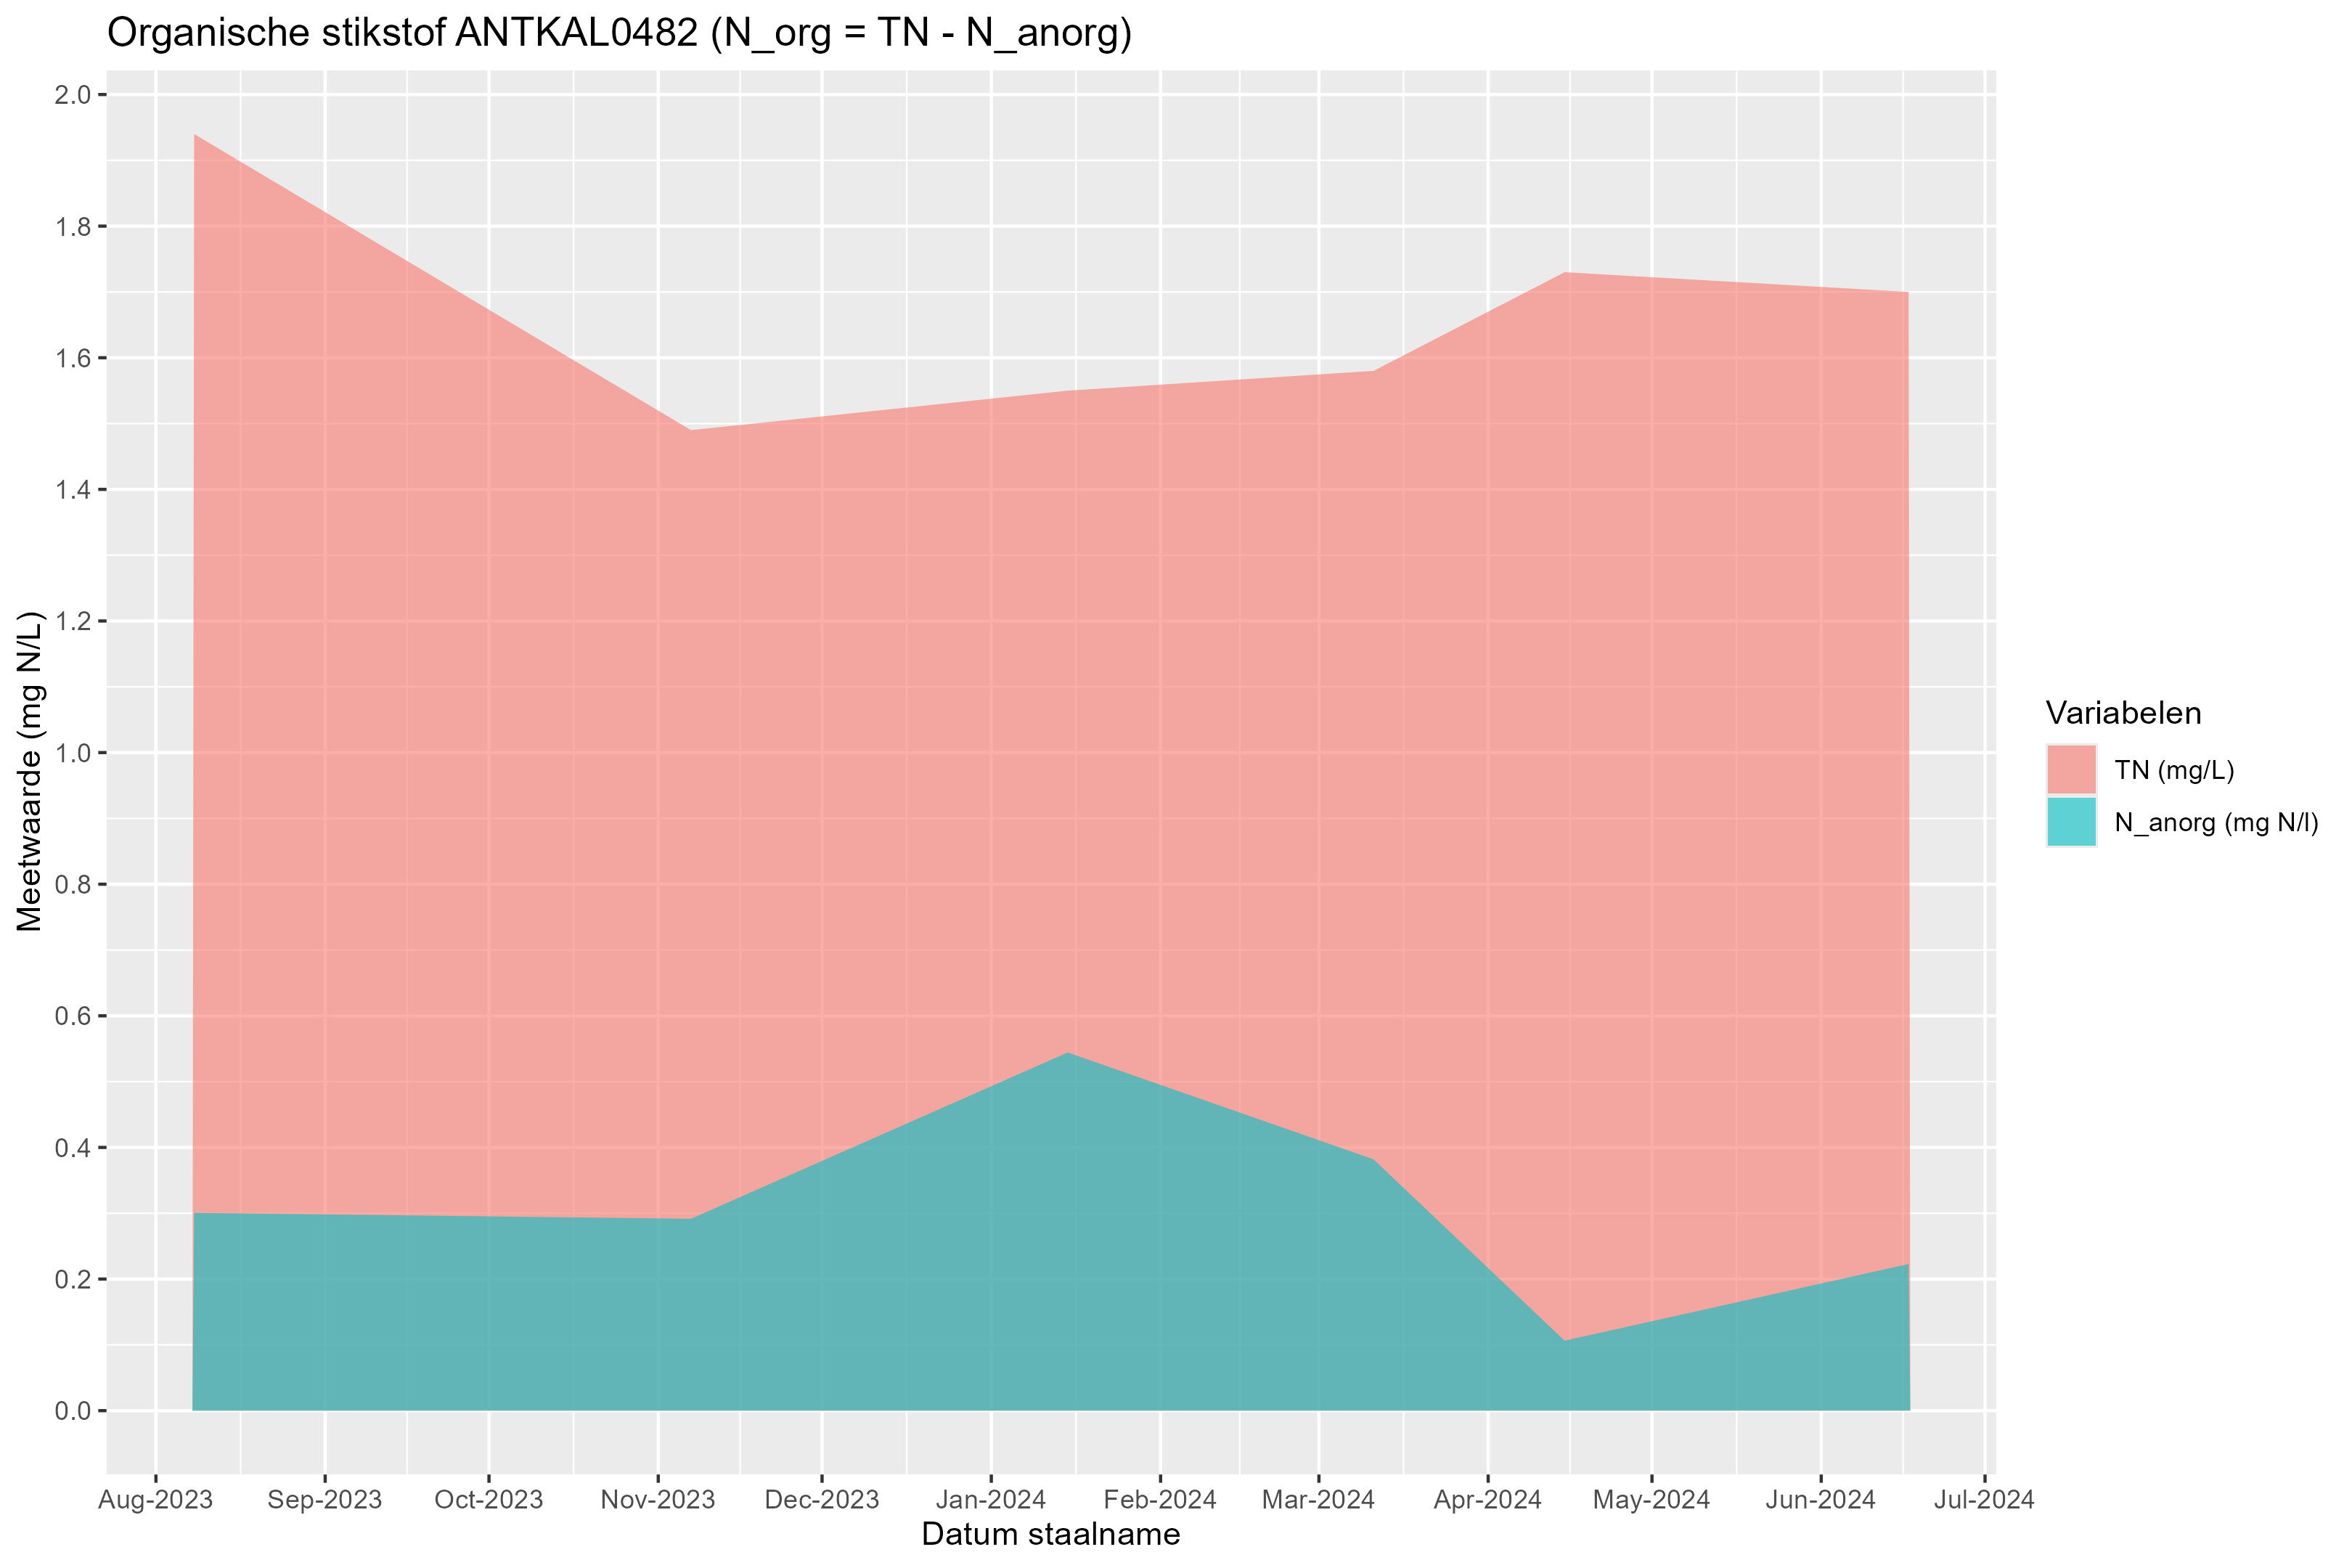 Organische stikstof ANTKAL0482 (N_org = TN - N_anorg)
2.0
1.8
1.6
1.4
1.2
1.0
0.8
0.6
0.4
0.2
0.0
Meetwaarde (mg N/L)
Aug-2023 Sep-2023 Oct-2023 Nov-2023 Dec-2023 Jan-2024 Feb-2024 Mar-2024 Apr-2024 May-2024 Jun-2024 Jul-2024
Datum staalname
Variabelen
TN (mg/L)
N_anorg (mg N/l)